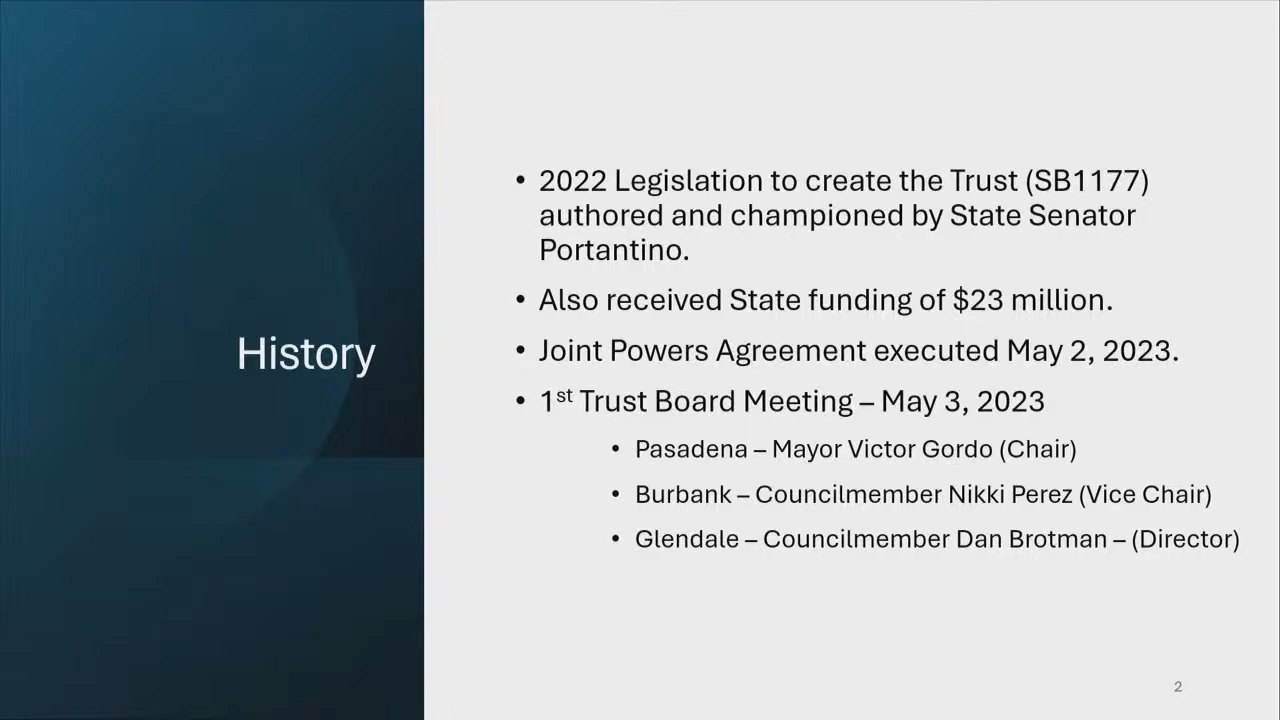 History
• 2022 Legislation to create the Trust (SB1177)
authored and championed by State Senator
Portantino.
• Also received State funding of $23 million.
• Joint Powers Agreement executed May 2, 2023.
• 1st Trust Board Meeting – May 3, 2023
• Pasadena – Mayor Victor Gordo (Chair)
• Burbank – Councilmember Nikki Perez (Vice Chair)
• Glendale – Councilmember Dan Brotman – (Director)
2